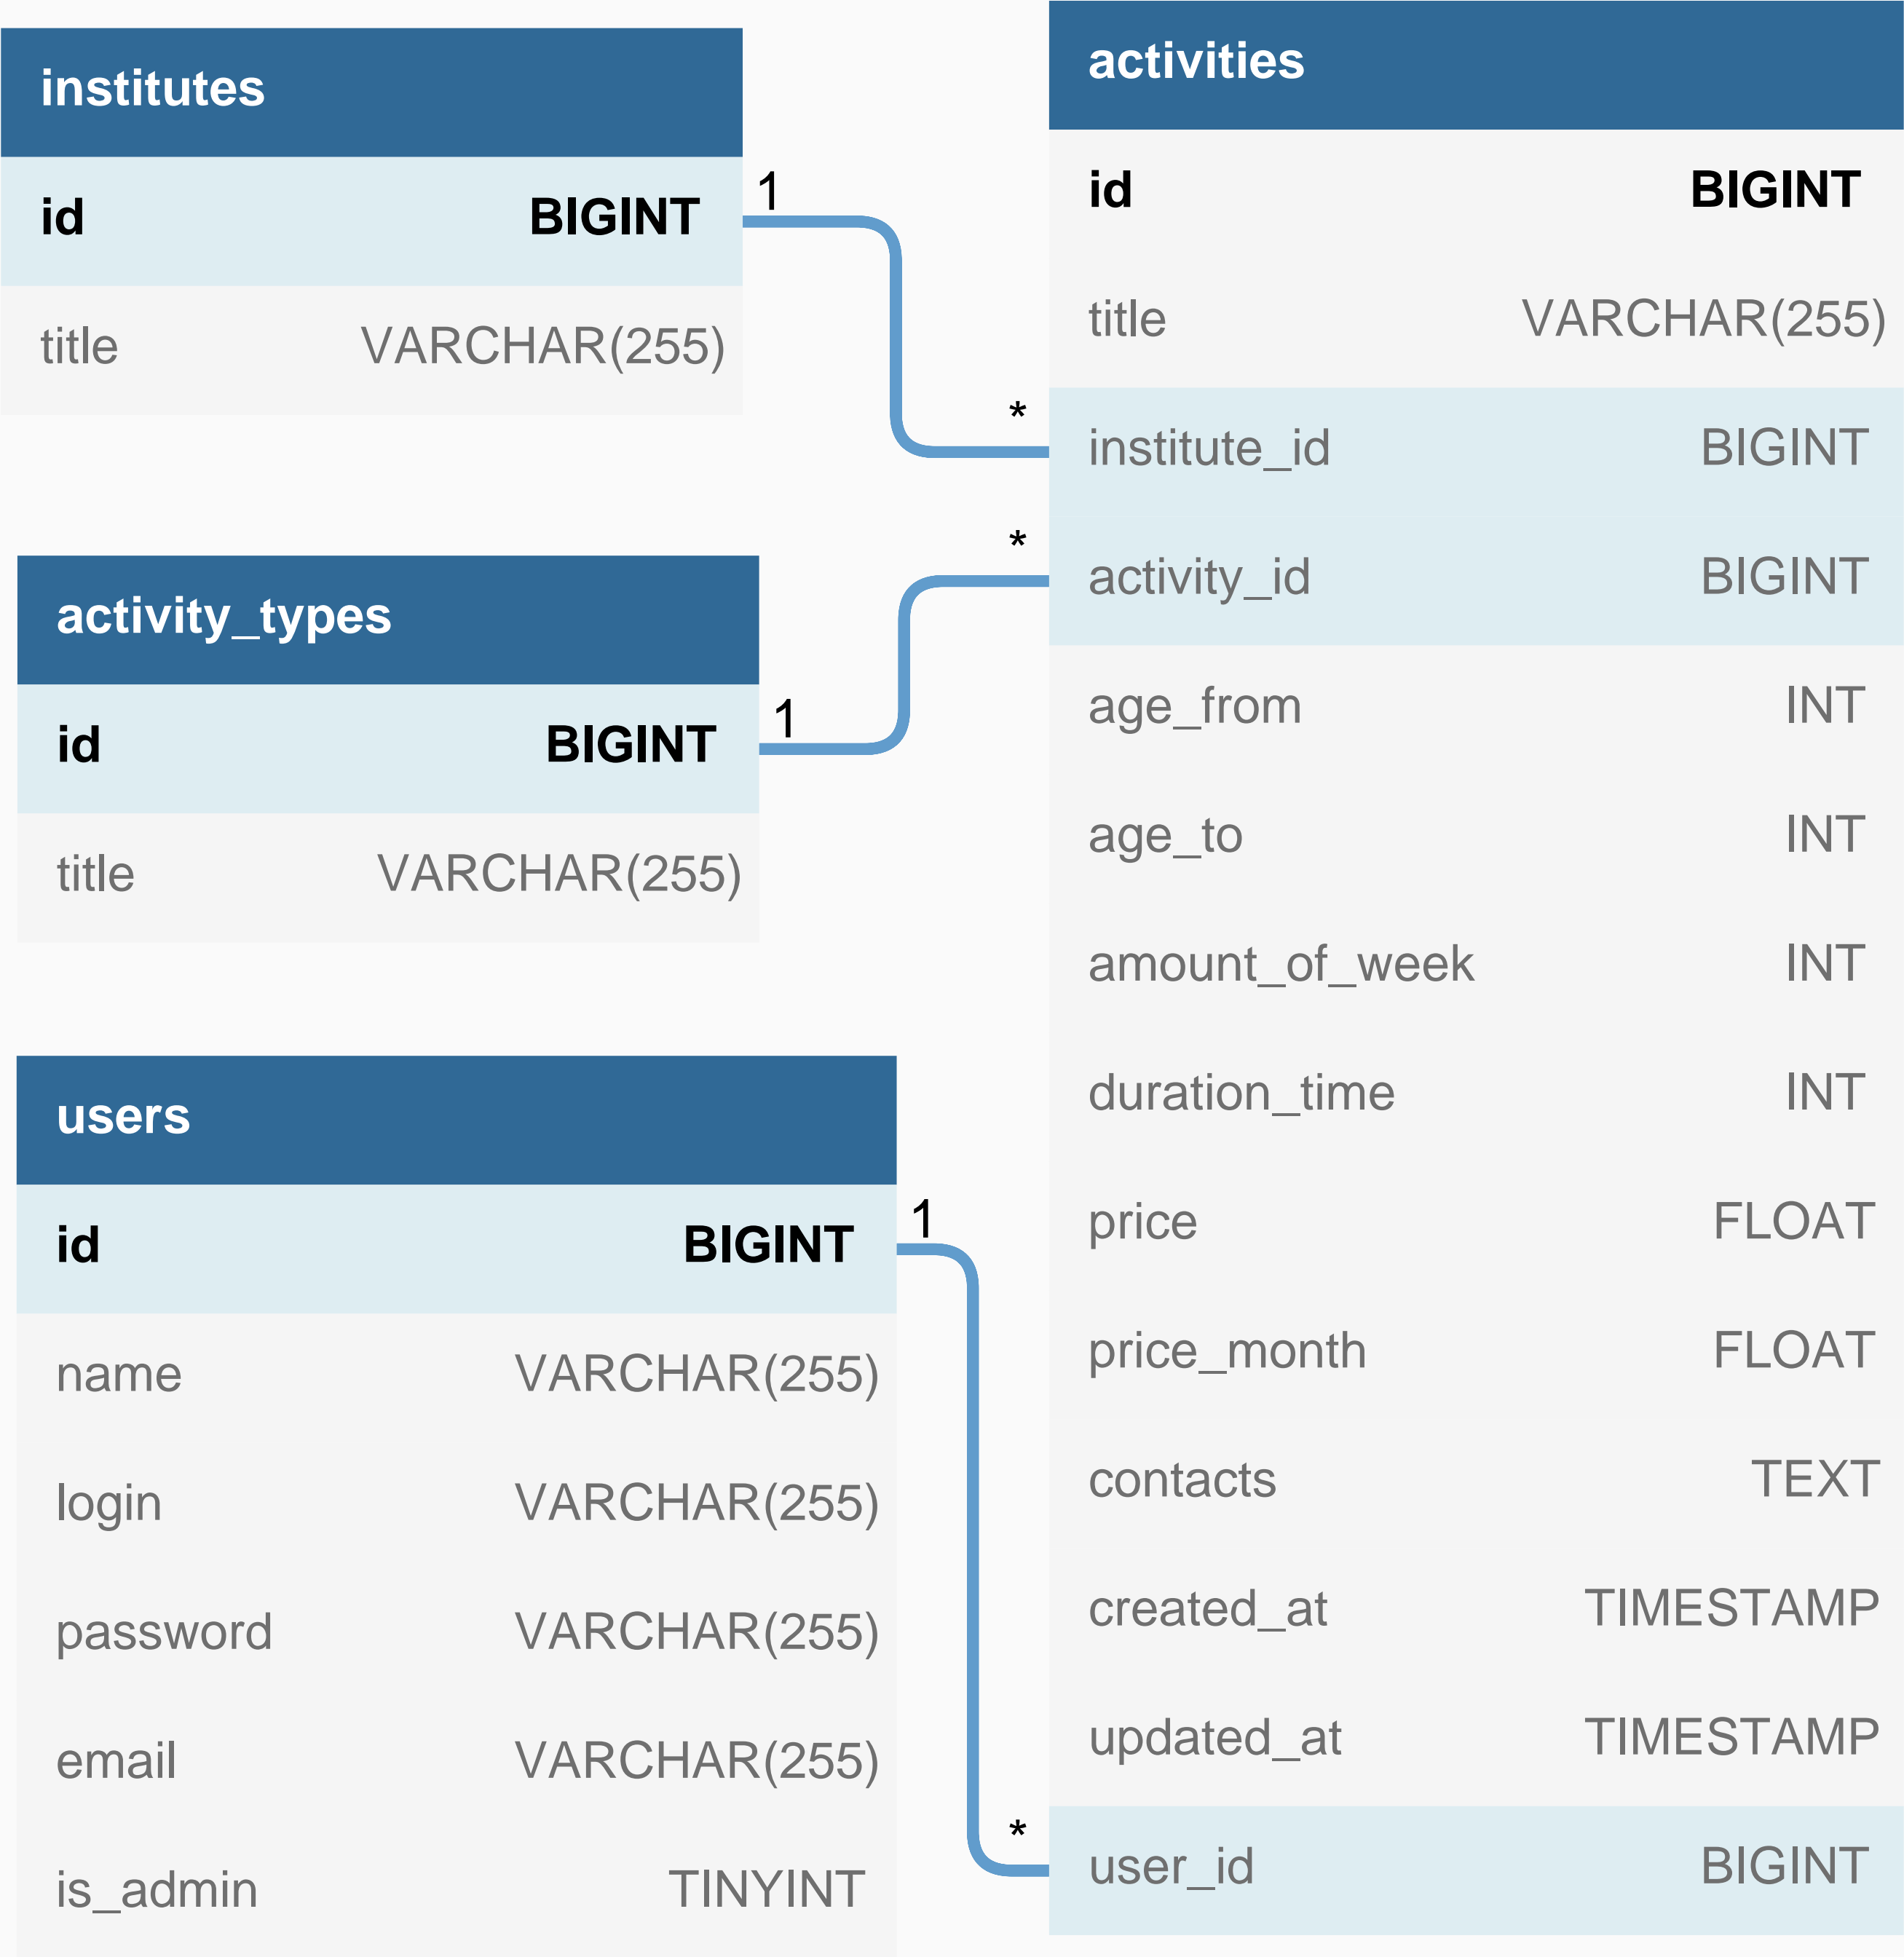 institutes
id BIGINT
title VARCHAR(255)
1
*
activity_types
id BIGINT
title VARCHAR(255)
1
*
users
id BIGINT
name VARCHAR(255)
login VARCHAR(255)
password VARCHAR(255)
email VARCHAR(255)
is_admin TINYINT
1
*
activities
id BIGINT
title VARCHAR(255)
institute_id BIGINT
activity_id BIGINT
age_from INT
age_to INT
amount_of_week INT
duration_time INT
price FLOAT
price_month FLOAT
contacts TEXT
created_at TIMESTAMP
updated_at TIMESTAMP
user_id BIGINT